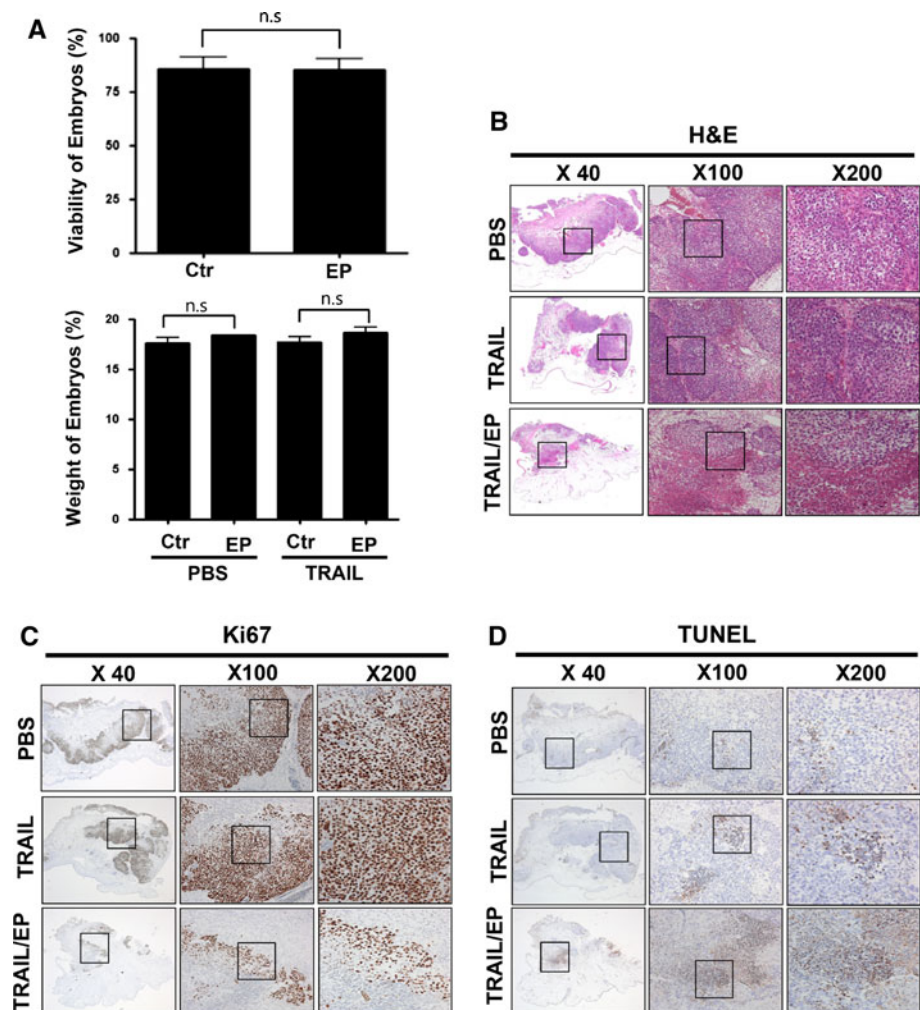 A
n.s
Viability of Embryos (%)
100
75
50
25
0
Ctr EP
n.s n.s
Weight of Embryos (%)
20
15
10
5
0
Ctr EP Ctr EP
PBS TRAIL
B
H&E
X 40 X100 X200
PBS
TRAIL
TRAIL/EP
C
Ki67
X 40 X100 X200
PBS
TRAIL
TRAIL/EP
D
TUNEL
X 40 X100 X200
PBS
TRAIL
TRAIL/EP